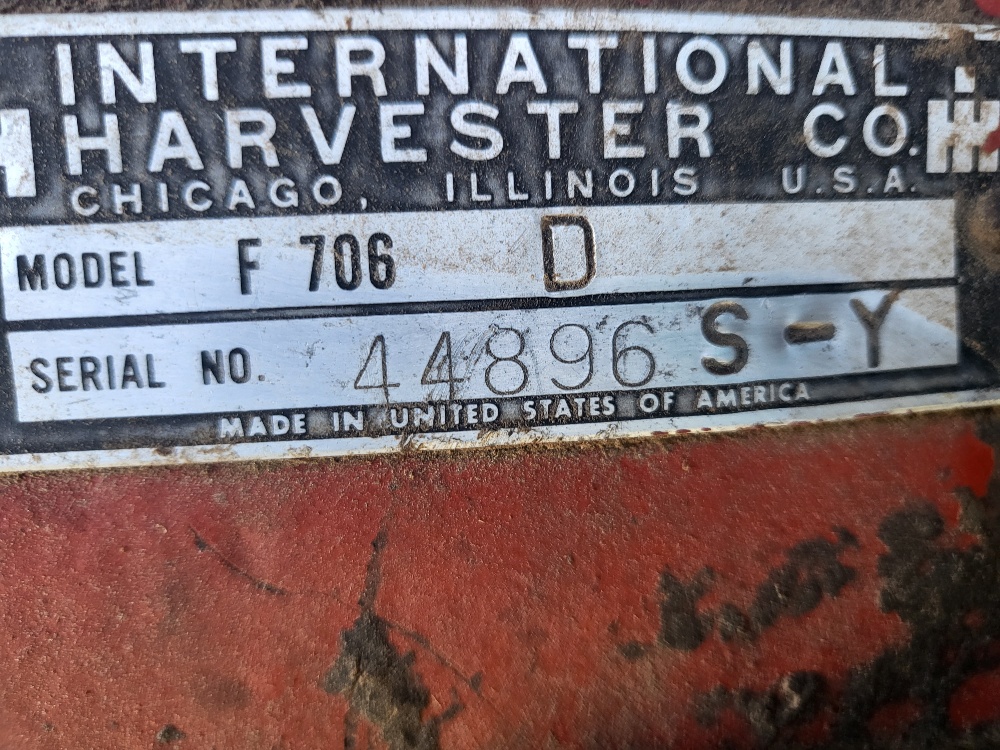 INTERNATIONAL
HARVESTER CO.
CHICAGO, ILLINOIS U.S.A.
MODEL F 706 D
SERIAL NO. 44896 S-Y
MADE IN UNITED STATES OF AMERICA